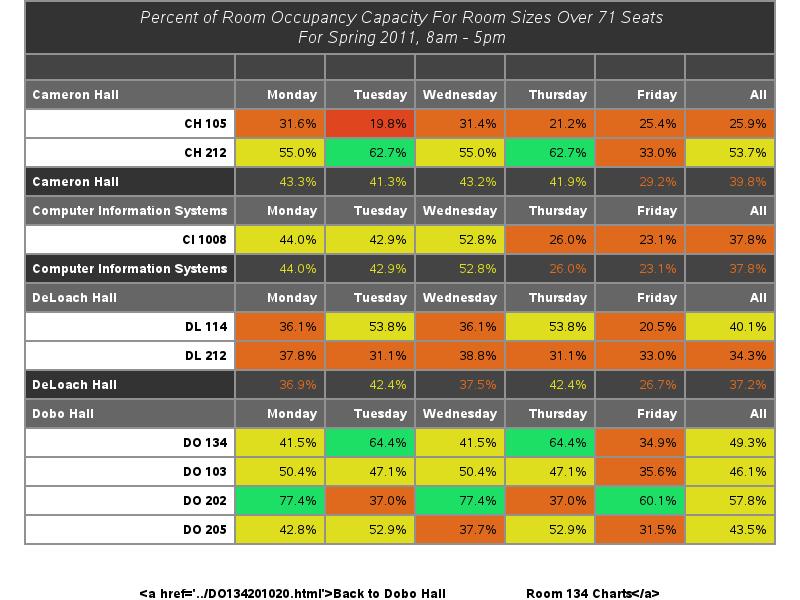 Percent of Room Occupancy Capacity For Room Sizes Over 71 Seats
For Spring 2011, 8am - 5pm
Cameron Hall Monday Tuesday Wednesday Thursday Friday All
CH 105 31.6% 19.8% 31.4% 21.2% 25.4% 25.9%
CH 212 55.0% 62.7% 55.0% 62.7% 33.0% 53.7%
Cameron Hall 43.3% 41.3% 43.2% 41.9% 29.2% 39.8%
Computer Information Systems Monday Tuesday Wednesday Thursday Friday All
CI 1008 44.0% 42.9% 52.8% 26.0% 23.1% 37.8%
Computer Information Systems 44.0% 42.9% 52.8% 26.0% 23.1% 37.8%
DeLoach Hall Monday Tuesday Wednesday Thursday Friday All
DL 114 36.1% 53.8% 36.1% 53.8% 20.5% 40.1%
DL 212 37.8% 31.1% 38.8% 31.1% 33.0% 34.3%
DeLoach Hall 36.9% 42.4% 37.5% 42.4% 26.7% 37.2%
Dobo Hall Monday Tuesday Wednesday Thursday Friday All
DO 134 41.5% 64.4% 41.5% 64.4% 34.9% 49.3%
DO 103 50.4% 47.1% 50.4% 47.1% 35.6% 46.1%
DO 202 77.4% 37.0% 77.4% 37.0% 60.1% 57.8%
DO 205 42.8% 52.9% 37.7% 52.9% 31.5% 43.5%
<a href='../DO134201020.html'>Back to Dobo Hall Room 134 Charts</a>